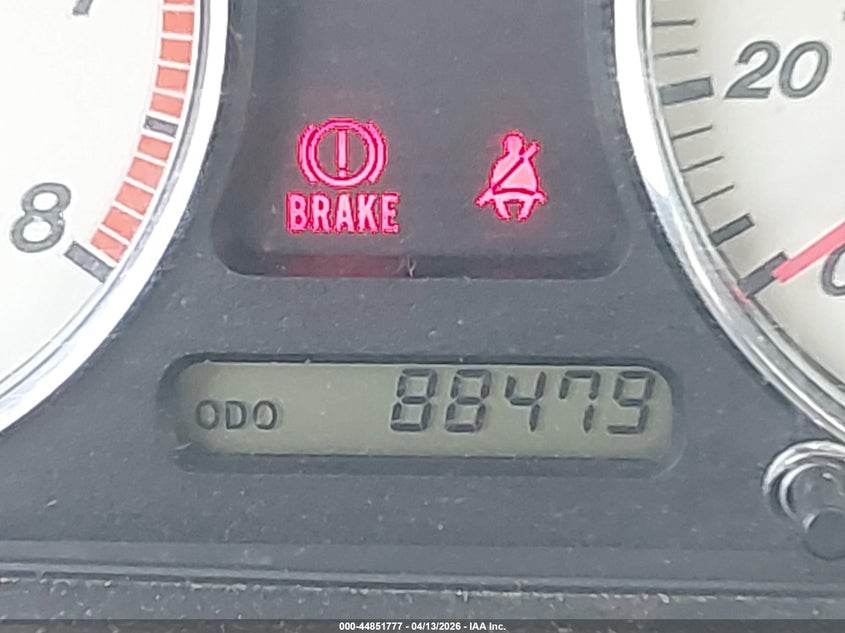 8
20
BRAKE
ODO 88479
000-44851777 - 04/13/2026 - IAA Inc.